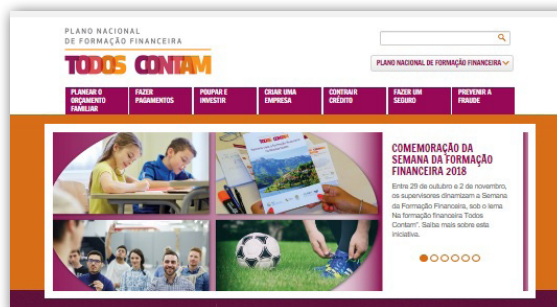 PLANO NACIONAL
DE FORMAÇÃO FINANCEIRA
TODOS CONTAM
PLANO NACIONAL DE FORMAÇÃO FINANCEIRA
PLANEAR O
ORÇAMENTO
FAMILIAR
FAZER
PAGAMENTOS
POUPAR E
INVESTIR
CRIAR UMA
EMPRESA
CONTRAIR
CRÉDITO
FAZER UM
SEGURO
PREVENIR A
FRAUDE
TODOS CONTAM
COMEMORAÇÃO DA
SEMANA DA FORMAÇÃO
FINANCEIRA 2018
Entre 29 de outubro e 2 de novembro,
os supervisores dinamizam a Semana
da Formação Financeira, sob o lema
Na formação financeira Todos
Contam". Saiba mais sobre esta
iniciativa.